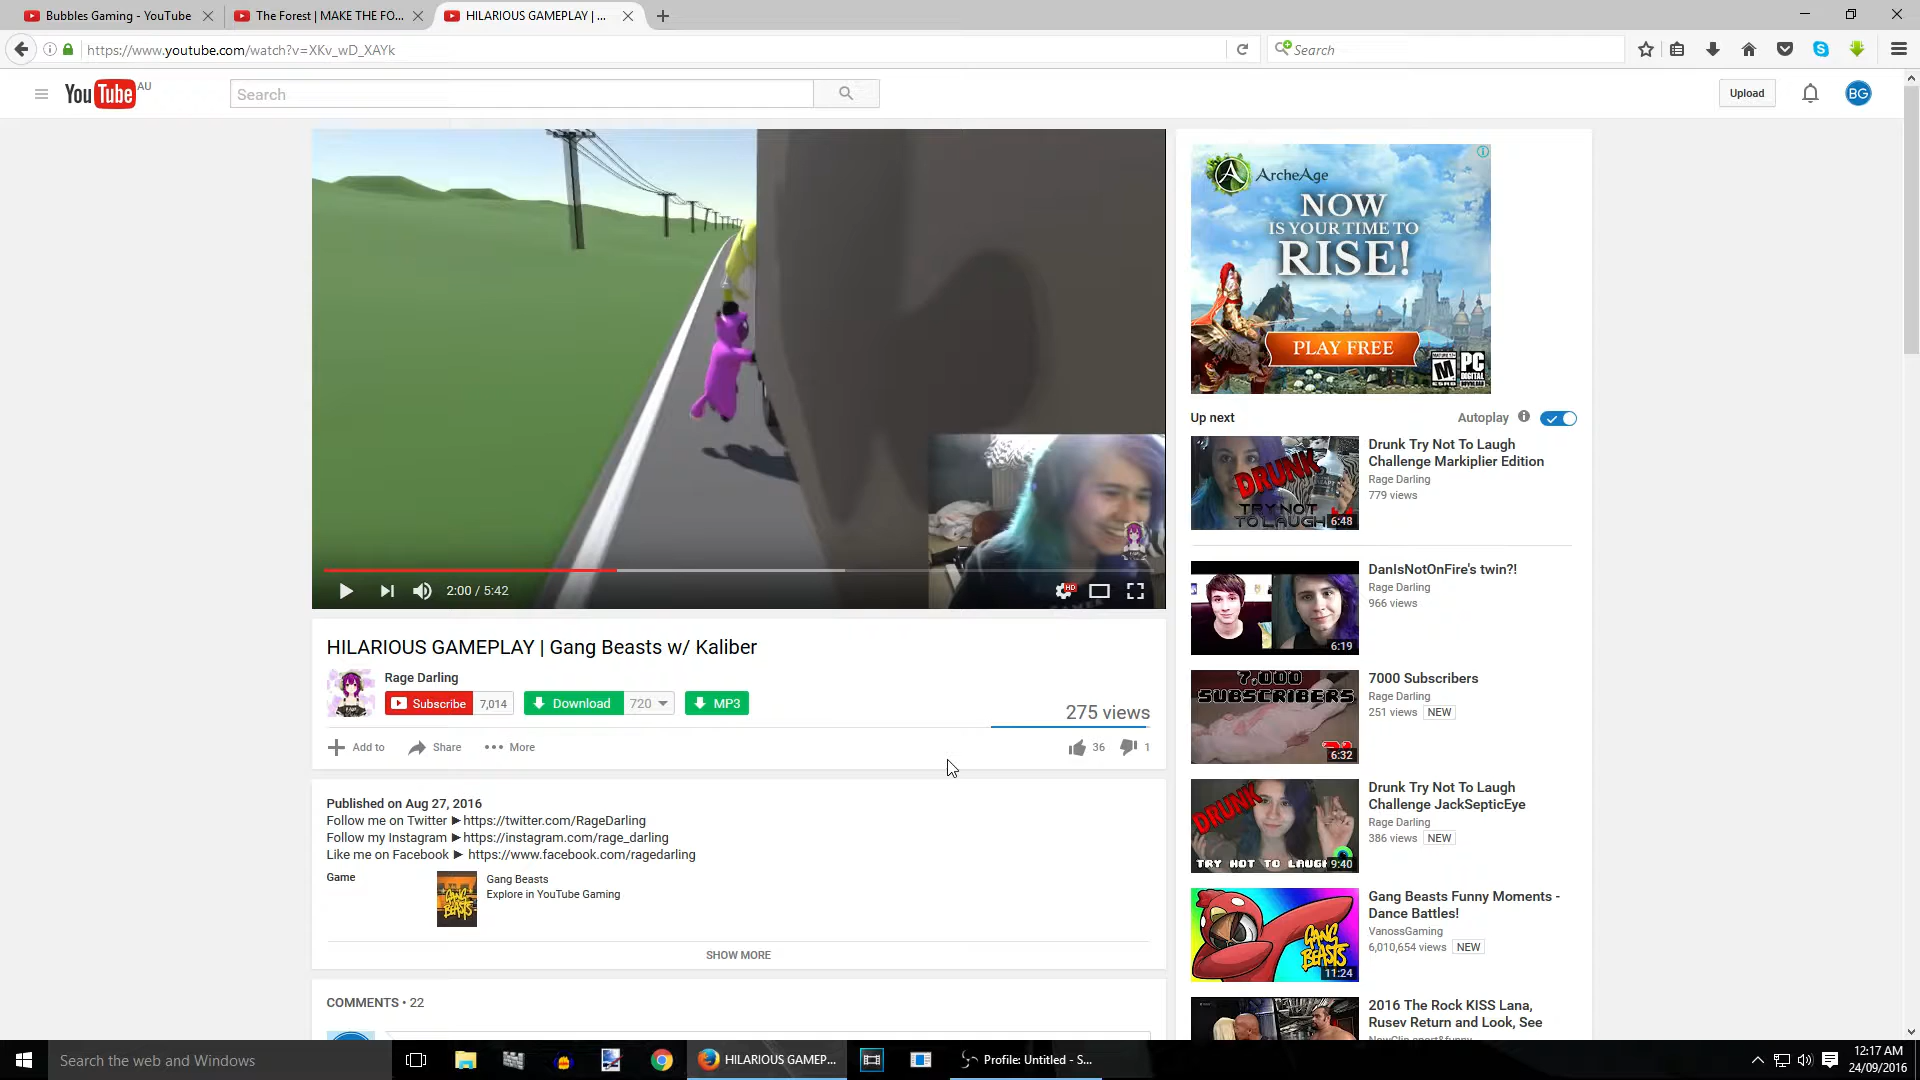 Bubbles Gaming - YouTube
The Forest | MAKE THE FO...
HILARIOUS GAMEPLAY | ...
https://www.youtube.com/watch?v=XKv_wD_XAYk
Search
YouTube AU
Search
Upload
BG
ArcheAge
NOW
IS YOUR TIME TO
RISE!
PLAY FREE
M
PC
2:00 / 5:42
HD
HILARIOUS GAMEPLAY | Gang Beasts w/ Kaliber
Rage Darling
Subscribe 7,014
Download 720
MP3
275 views
Add to
Share
More
36
1
Published on Aug 27, 2016
Follow me on Twitter ►https://twitter.com/RageDarling
Follow my Instagram ►https://instagram.com/rage_darling
Like me on Facebook ► https://www.facebook.com/ragedarling
Game
Gang Beasts
Explore in YouTube Gaming
SHOW MORE
COMMENTS • 22
Up next
Autoplay
DRUNK
TRY NOT
TO LAUGH
6:48
Drunk Try Not To Laugh
Challenge Markiplier Edition
Rage Darling
779 views
6:19
DanIsNotOnFire's twin?!
Rage Darling
966 views
7,000
SUBSCRIBERS
6:32
7000 Subscribers
Rage Darling
251 views NEW
DRUNK
TRY NOT TO LAUGH
9:40
Drunk Try Not To Laugh
Challenge JackSepticEye
Rage Darling
386 views NEW
GANG
BEASTS
11:24
Gang Beasts Funny Moments -
Dance Battles!
VanossGaming
6,010,654 views NEW
2016 The Rock KISS Lana,
Rusev Return and Look, See
Search the web and Windows
HILARIOUS GAMEP...
Profile: Untitled - S...
12:17 AM
24/09/2016